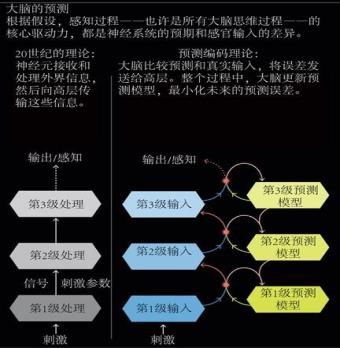 大脑的预测
根据假设，感知过程——也许是所有大脑思维过程——的
核心驱动力，都是神经系统的预期和感官输入的差异。
20世纪的理论：
神经元接收和
处理外界信息，
然后向高层传
输这些信息。
预测编码理论：
大脑比较预测和真实输入，将误差发
送给高层。整个过程中，大脑更新预
测模型，最小化未来的预测误差。
输出/感知
第3级处理
第2级处理
信号 刺激参数
第1级处理
刺激
输出/感知
第3级输入
第3级预测
模型
第2级输入
第2级预测
模型
第1级输入
第1级预测
模型
刺激